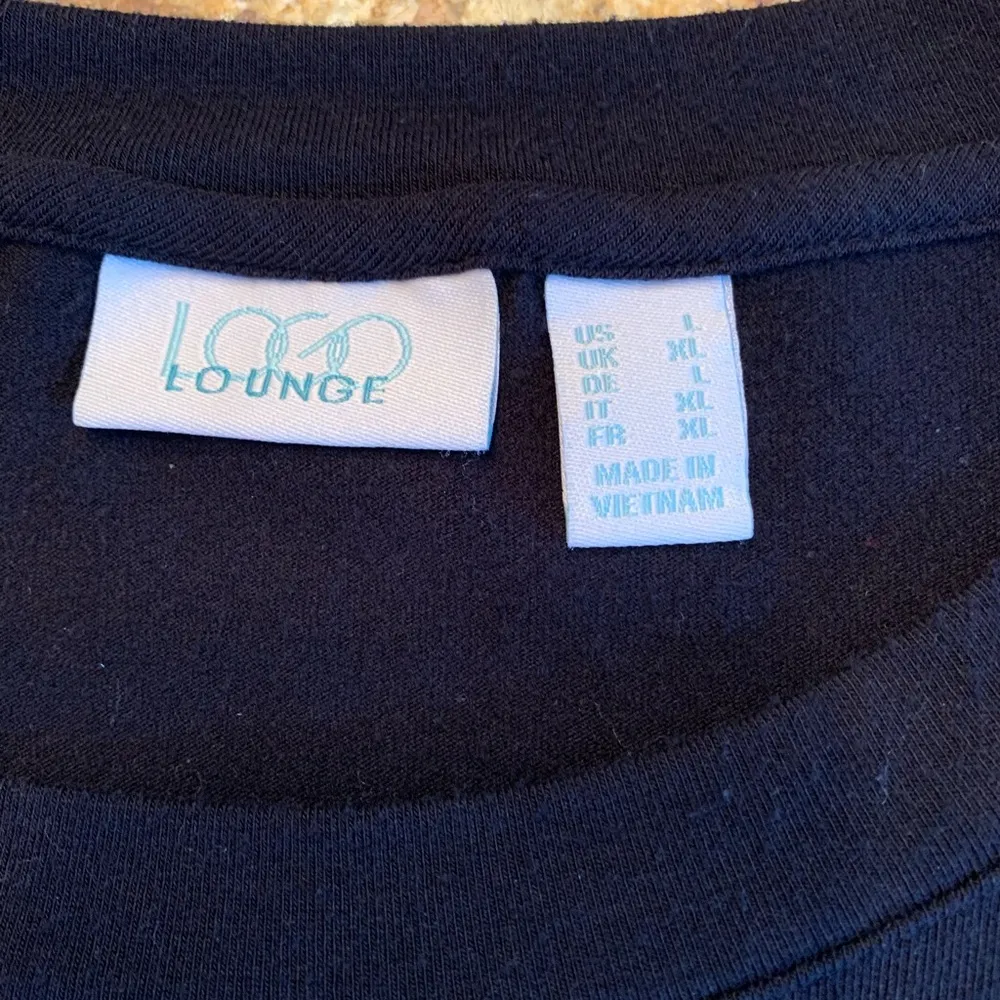 LOGO
LOUNGE
US L
UK XL
DE L
IT XL
FR XL
MADE IN
VIETNAM